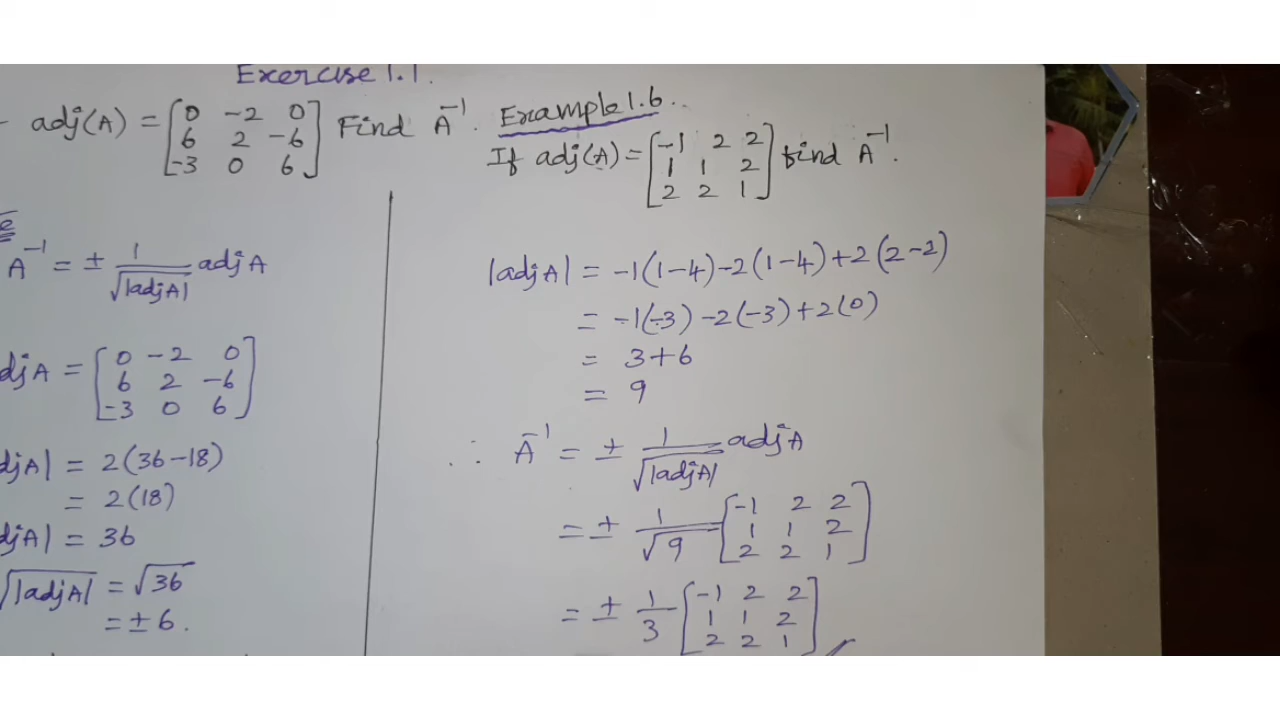 Exercise 1.1.
adj(A) = [0 -2 0
6 2 -6
-3 0 6] Find A⁻¹.
A⁻¹ = ± 1/√|adjA| adjA
djA = [0 -2 0
6 2 -6
-3 0 6]
djA| = 2(36-18)
= 2(18)
djA| = 36
√|adjA| = √36
= ±6.
Example 1.6..
If adj(A) = [-1 2 2
1 1 2
2 2 1] find A⁻¹.
|adjA| = -1(1-4)-2(1-4)+2(2-2)
= -1(-3) -2(-3)+2(0)
= 3+6
= 9
∴ A⁻¹ = ± 1/√|adjA| adjA
= ± 1/√9 [-1 2 2
1 1 2
2 2 1]
= ± 1/3 [-1 2 2
1 1 2
2 2 1]